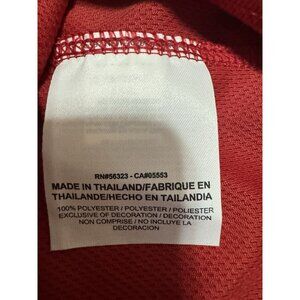 RN#56323 - CA#05553
MADE IN THAILAND/FABRIQUE EN
THAILANDE/HECHO EN TAILANDIA
100% POLYESTER / POLYESTER / POLIESTER
EXCLUSIVE OF DECORATION / DECORATION
NON COMPRISE / NO INCLUYE LA
DECORACION